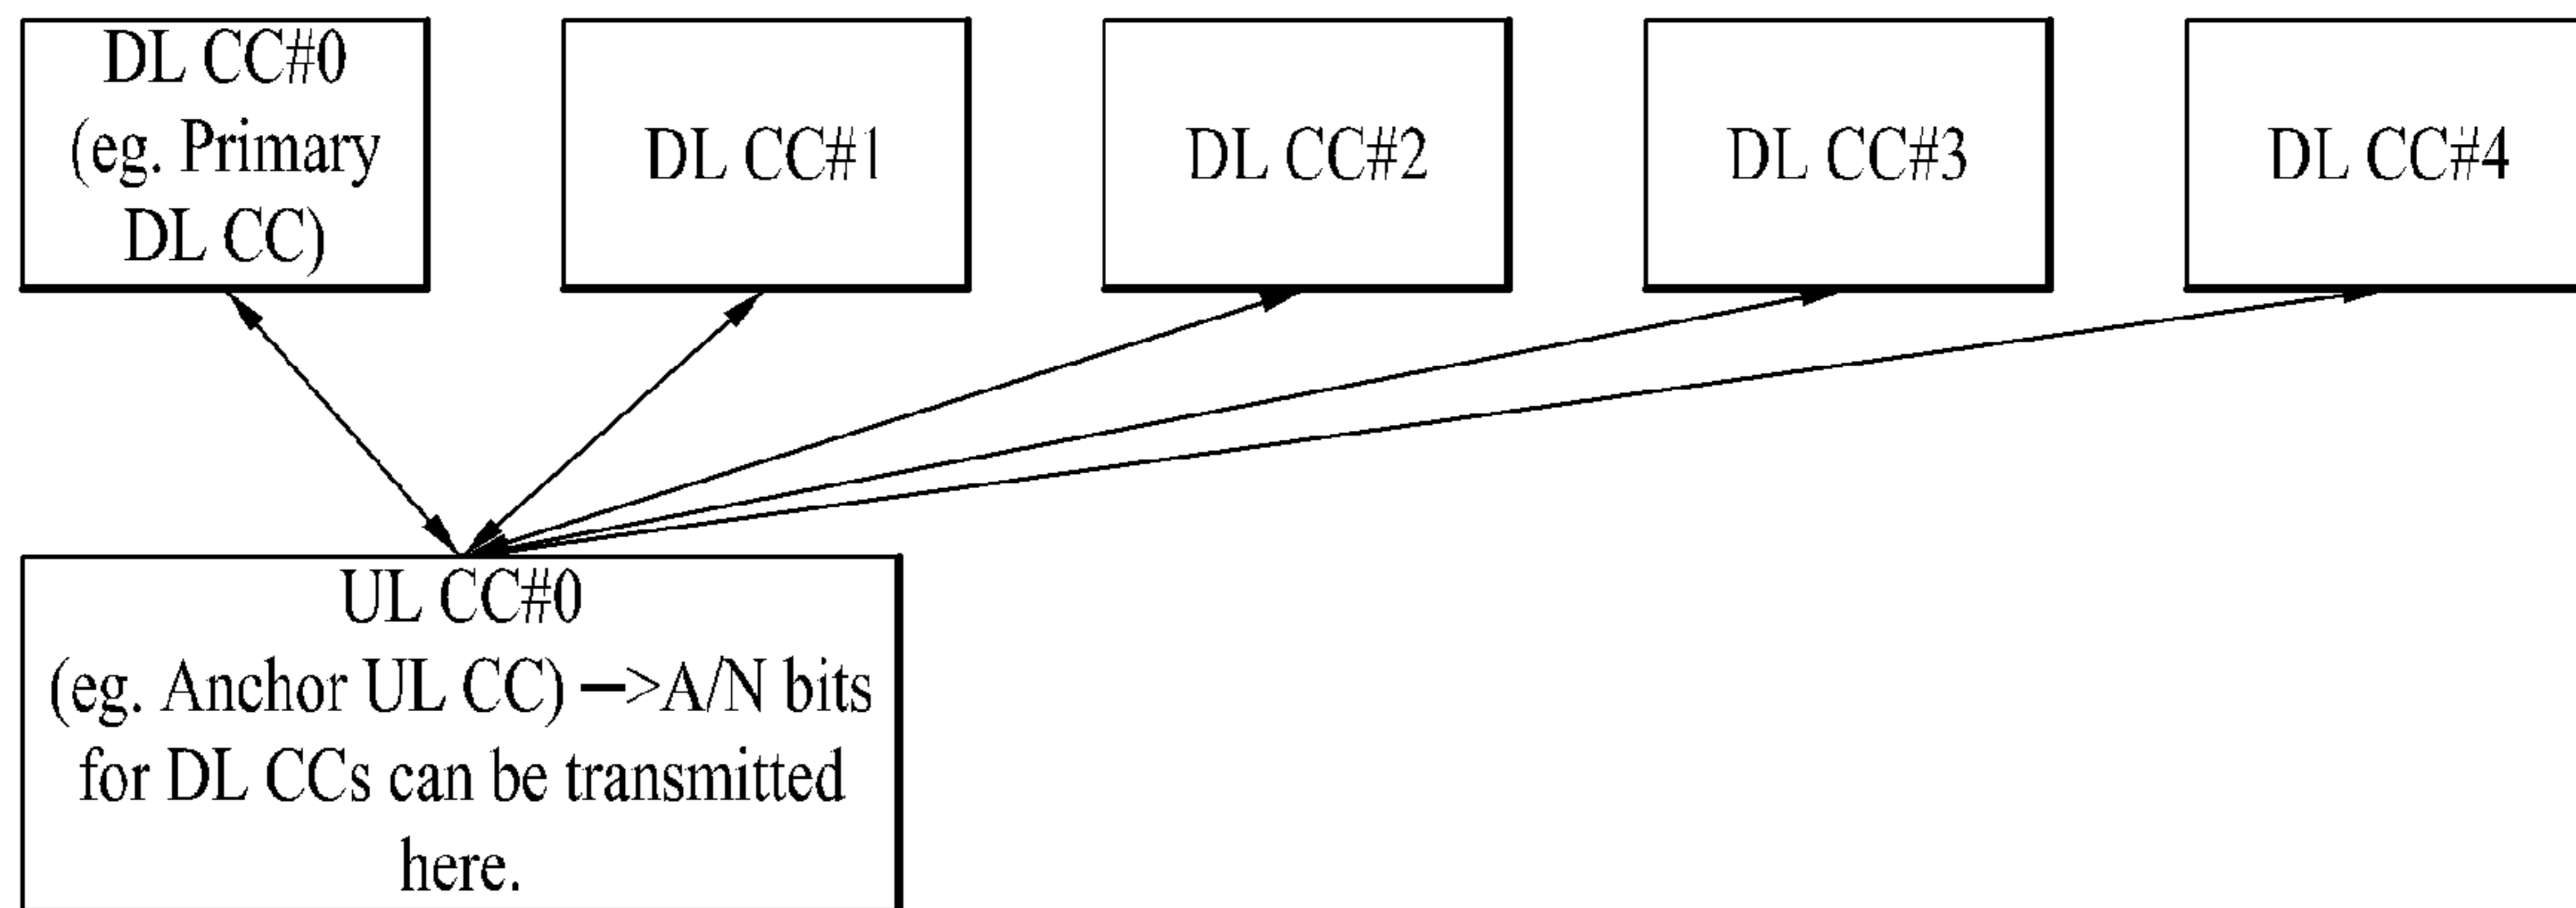 DL CC#0
(eg. Primary
DL CC)
DL CC#1
DL CC#2
DL CC#3
DL CC#4
UL CC#0
(eg. Anchor UL CC) —>A/N bits
for DL CCs can be transmitted
here.